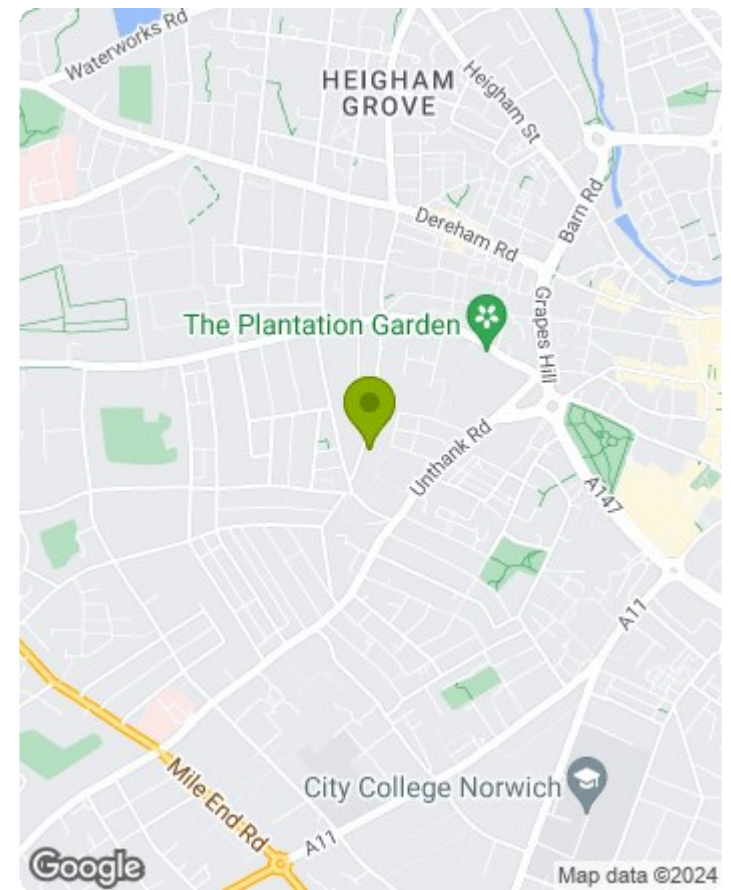 Waterworks Rd
HEIGHAM
GROVE
Heigham St
Barn Rd
Dereham Rd
The Plantation Garden
Grapes Hill
Unthank Rd
A147
A11
Mile End Rd
City College Norwich
A11
Google
Map data ©2024